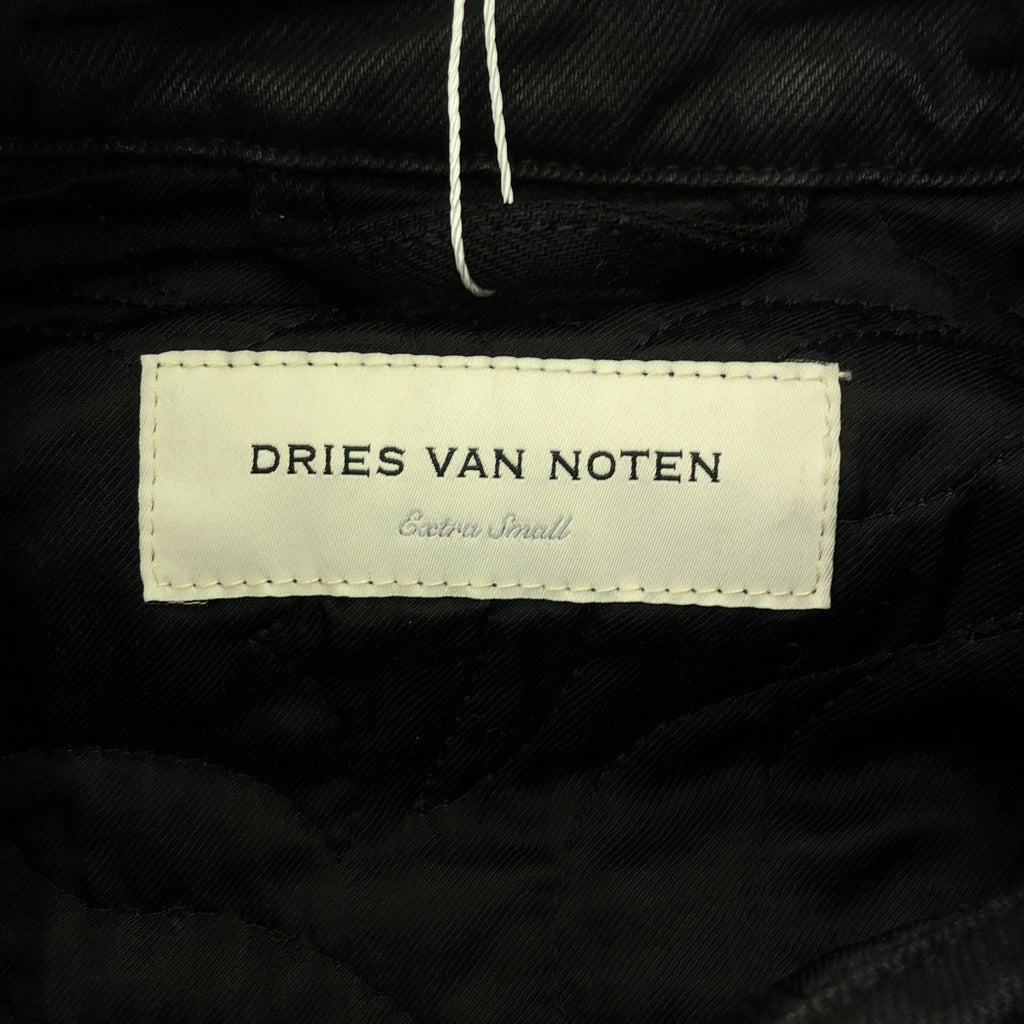 DRIES VAN NOTEN
Extra Small